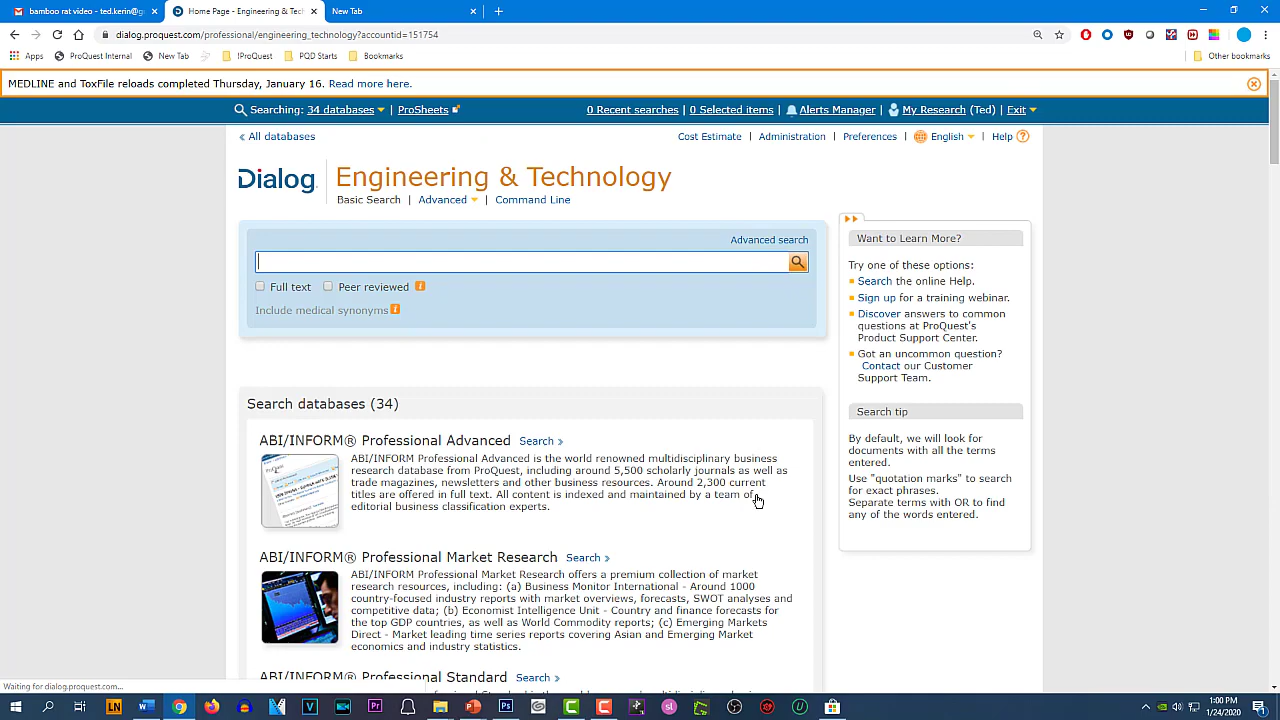 bamboo rat video - ted.kerin@g
Home Page - Engineering & Tech
New Tab
dialog.proquest.com/professional/engineering_technology?accountid=151754
Apps
ProQuest Internal
New Tab
!ProQuest
PQD Starts
Bookmarks
Other bookmarks
MEDLINE and ToxFile reloads completed Thursday, January 16. Read more here.
Searching: 34 databases | ProSheets
0 Recent searches | 0 Selected items | Alerts Manager | My Research (Ted) | Exit
« All databases
Cost Estimate | Administration | Preferences | English | Help ?
Dialog
Engineering & Technology
Basic Search | Advanced | Command Line
Advanced search
Full text Peer reviewed i
Include medical synonyms i
Search databases (34)
ABI/INFORM® Professional Advanced Search »
ABI/INFORM Professional Advanced is the world renowned multidisciplinary business
research database from ProQuest, including around 5,500 scholarly journals as well as
trade magazines, newsletters and other business resources. Around 2,300 current
titles are offered in full text. All content is indexed and maintained by a team of
editorial business classification experts.
ABI/INFORM® Professional Market Research Search »
ABI/INFORM Professional Market Research offers a premium collection of market
research resources, including: (a) Business Monitor International - Around 1000
country-focused industry reports with market overviews, forecasts, SWOT analyses and
competitive data; (b) Economist Intelligence Unit - Country and finance forecasts for
the top GDP countries, as well as World Commodity reports; (c) Emerging Markets
Direct - Market leading time series reports covering Asian and Emerging Market
economics and industry statistics.
ABI/INFORM® Professional Standard Search »
Want to Learn More?
Try one of these options:
Search the online Help.
Sign up for a training webinar.
Discover answers to common
questions at ProQuest's
Product Support Center.
Got an uncommon question?
Contact our Customer
Support Team.
Search tip
By default, we will look for
documents with all the terms
entered.
Use "quotation marks" to search
for exact phrases.
Separate terms with OR to find
any of the words entered.
Waiting for dialog.proquest.com...
1:00 PM
1/24/2020